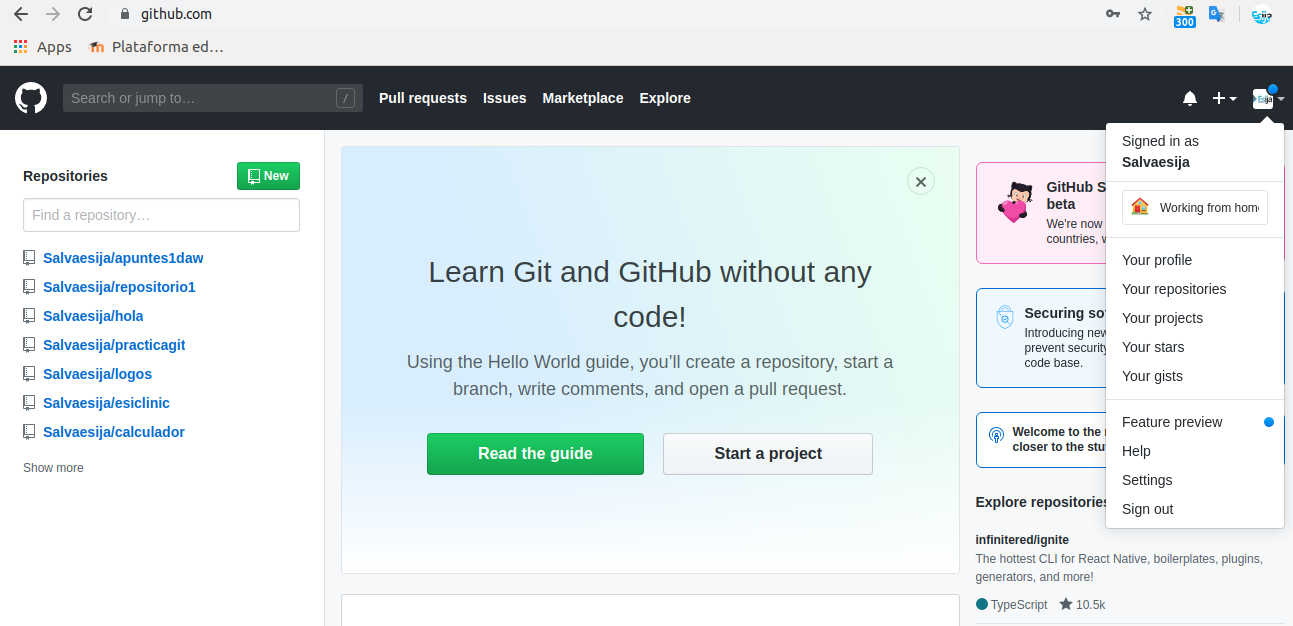 github.com
300
Apps
Plataforma ed…
Search or jump to…
/
Pull requests
Issues
Marketplace
Explore
Repositories
New
Find a repository…
Salvaesija/apuntes1daw
Salvaesija/repositorio1
Salvaesija/hola
Salvaesija/practicagit
Salvaesija/logos
Salvaesija/esiclinic
Salvaesija/calculador
Show more
Learn Git and GitHub without any
code!
Using the Hello World guide, you’ll create a repository, start a
branch, write comments, and open a pull request.
Read the guide
Start a project
GitHub S
beta
We're now
countries, w
Securing so
Introducing new
prevent security
code base.
Welcome to the
closer to the stu
Explore repositories
infinitered/ignite
The hottest CLI for React Native, boilerplates, plugins,
generators, and more!
TypeScript
10.5k
Signed in as
Salvaesija
Working from home
Your profile
Your repositories
Your projects
Your stars
Your gists
Feature preview
Help
Settings
Sign out